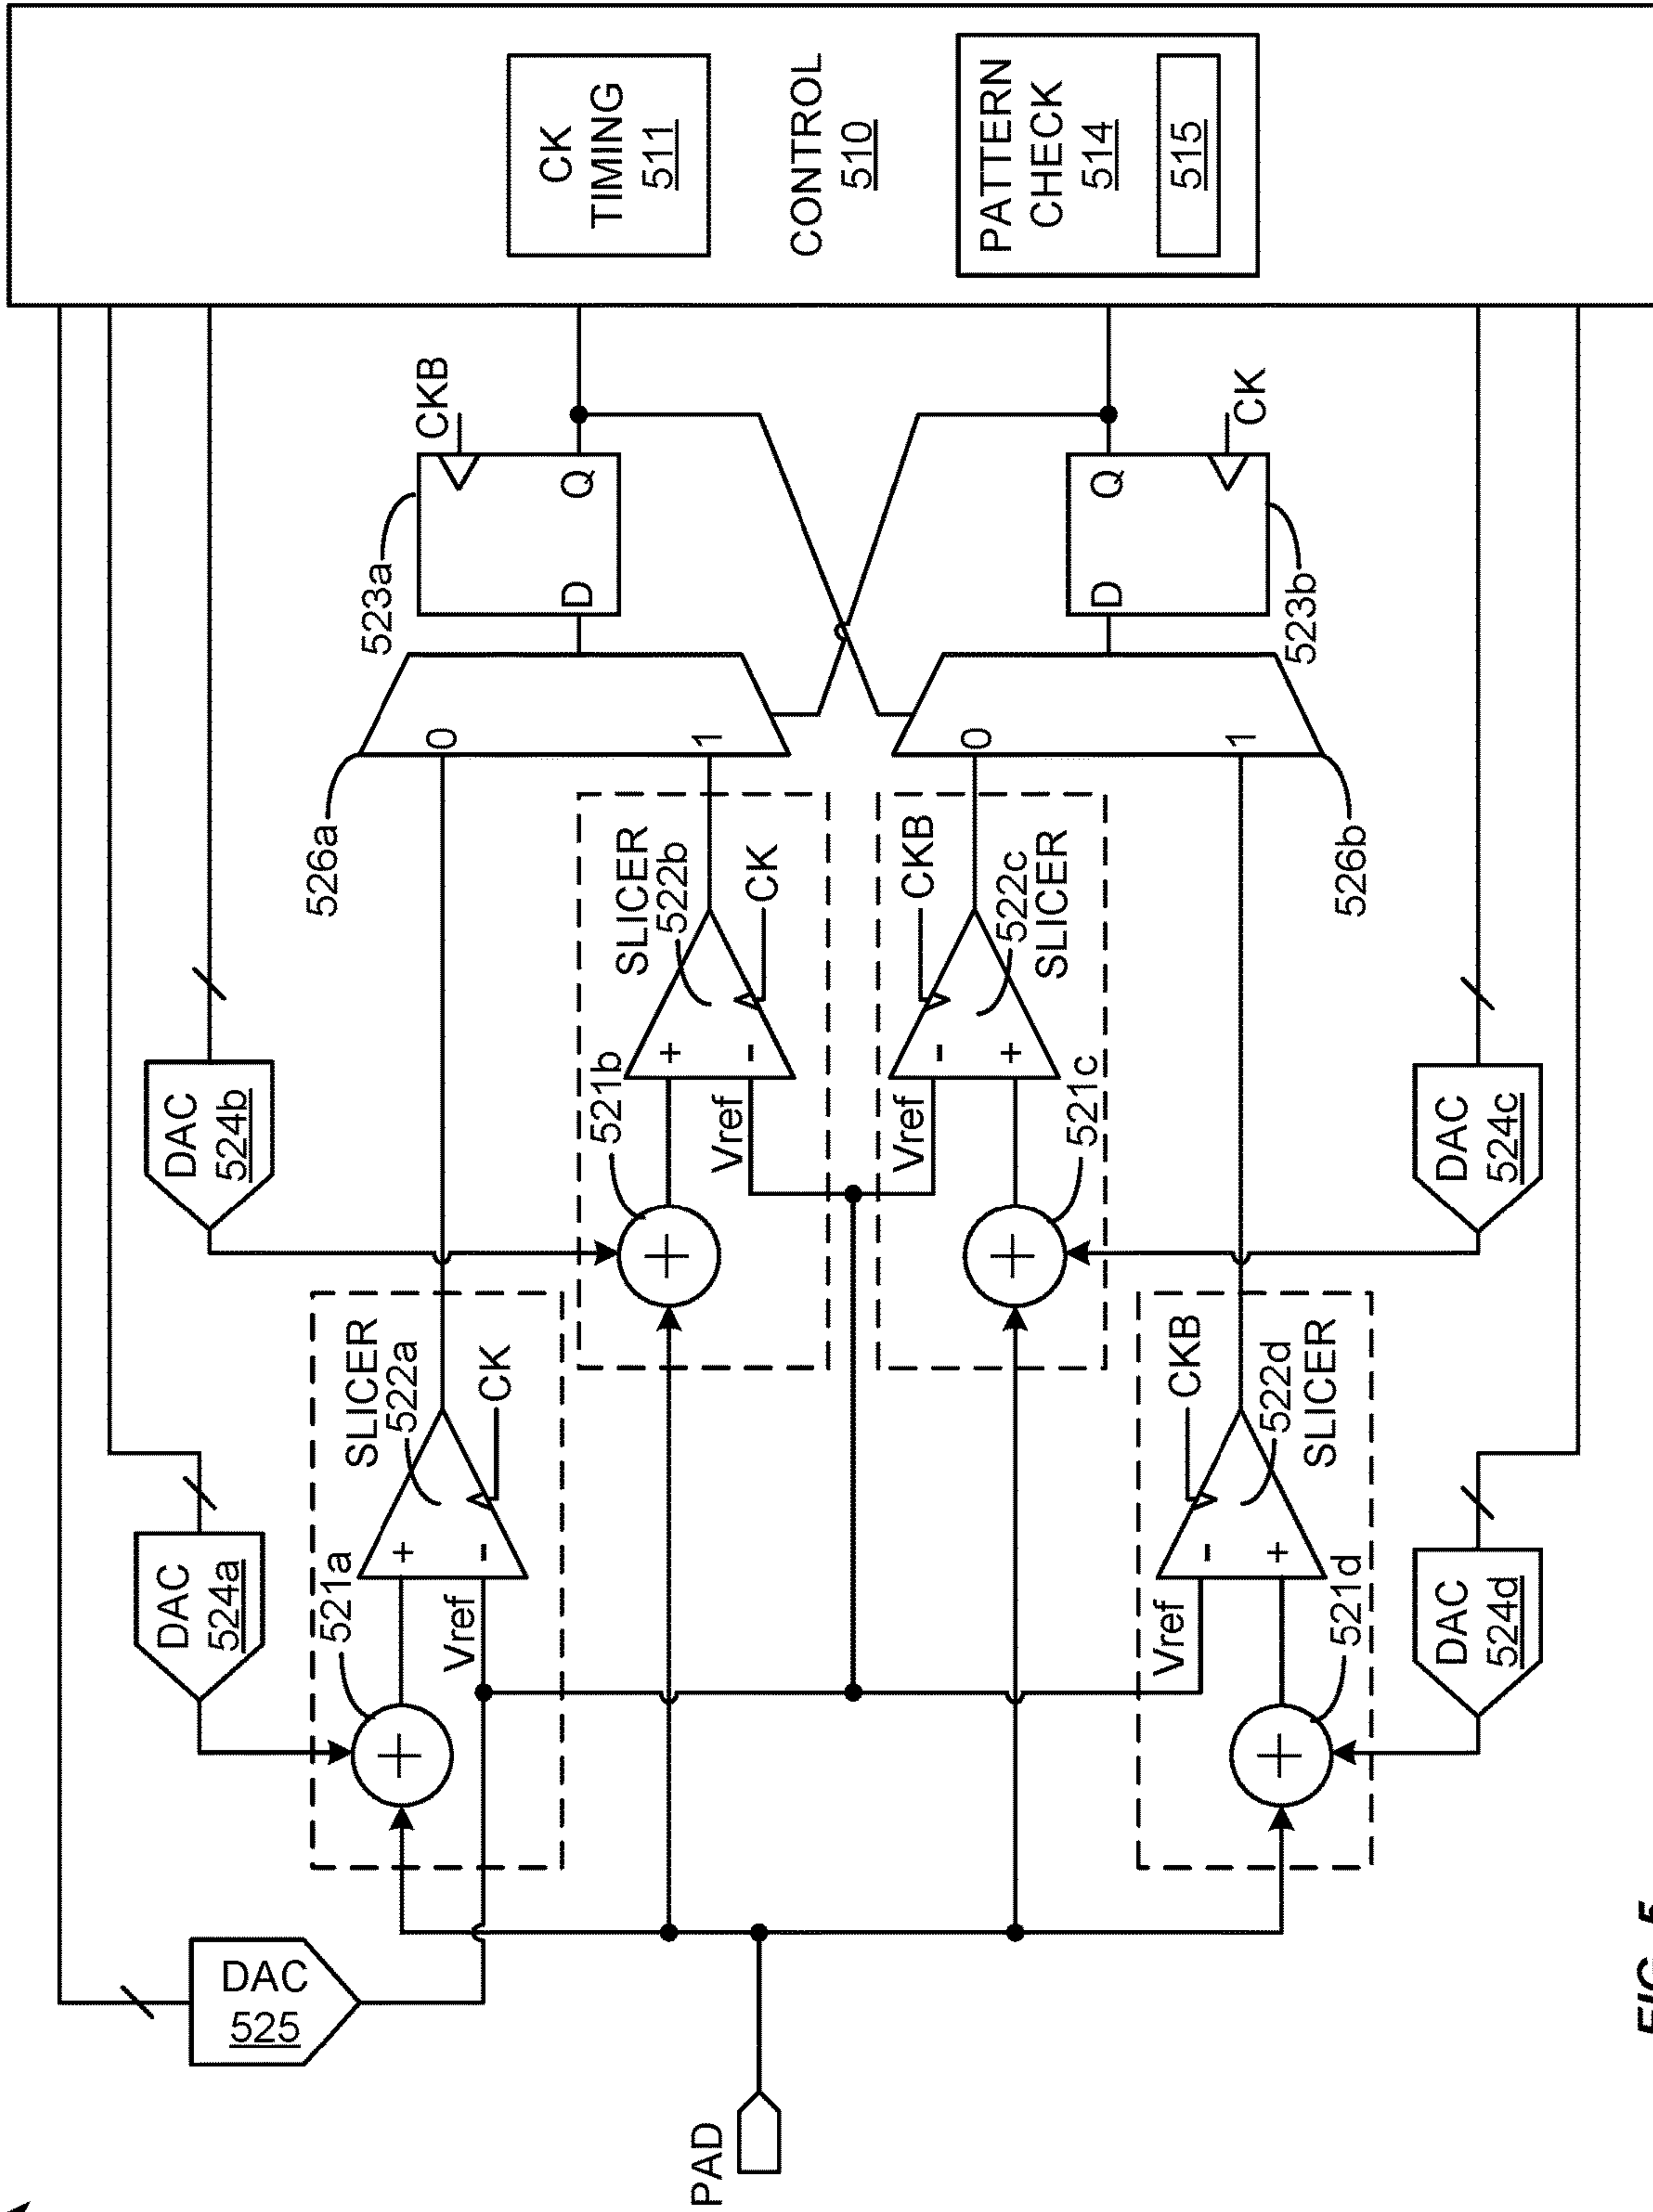 CK
TIMING
511
CONTROL
510
PATTERN
CHECK
514
515
CKB
523a
D
Q
CK
523b
D
Q
526a
0
1
526b
0
1
DAC
524b
SLICER
522b
CK
521b
+
-
Vref
+
CKB
522c
SLICER
521c
-
+
Vref
+
DAC
524c
DAC
524a
SLICER
522a
CK
521a
+
-
Vref
+
CKB
522d
SLICER
521d
-
+
Vref
+
DAC
524d
DAC
525
PAD